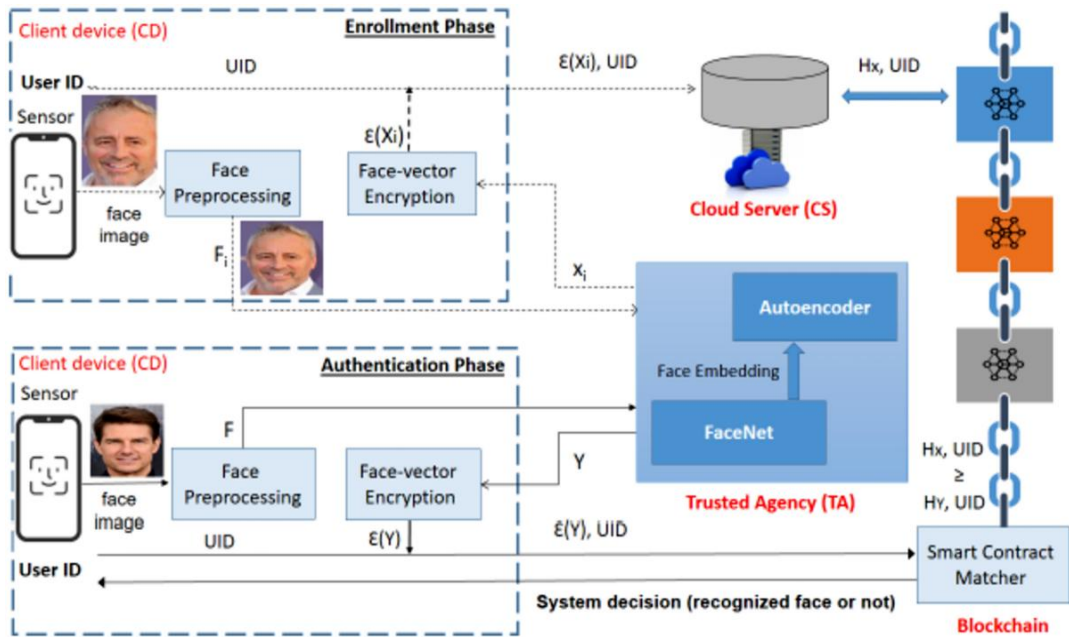 Client device (CD)
Enrollment Phase
User ID
UID
Ɛ(Xi), UID
Hx, UID
Sensor
Ɛ(Xi)
Face
Preprocessing
Face-vector
Encryption
face
image
Cloud Server (CS)
Fi
xi
Autoencoder
Face Embedding
FaceNet
Trusted Agency (TA)
Client device (CD)
Authentication Phase
Sensor
F
Face
Preprocessing
Face-vector
Encryption
Y
face
image
Hx, UID
≥
HY, UID
UID
Ɛ(Y)
Ɛ(Y), UID
User ID
Smart Contract
Matcher
System decision (recognized face or not)
Blockchain